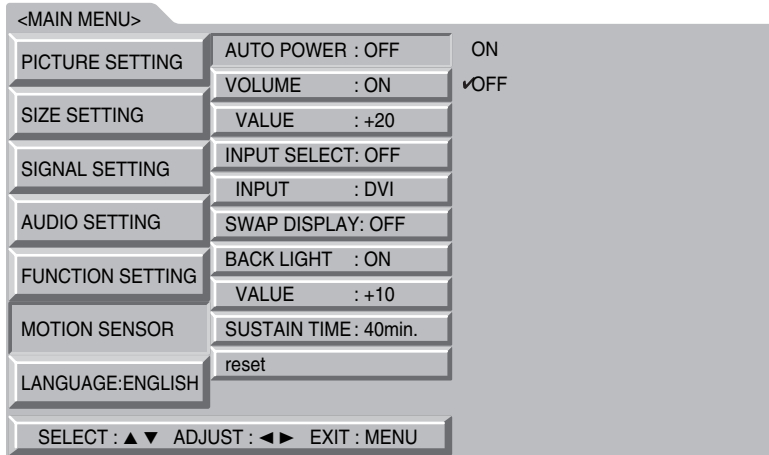 <MAIN MENU>
PICTURE SETTING
SIZE SETTING
SIGNAL SETTING
AUDIO SETTING
FUNCTION SETTING
MOTION SENSOR
LANGUAGE:ENGLISH
AUTO POWER : OFF
VOLUME : ON
VALUE : +20
INPUT SELECT: OFF
INPUT : DVI
SWAP DISPLAY: OFF
BACK LIGHT : ON
VALUE : +10
SUSTAIN TIME : 40min.
reset
ON
✔OFF
SELECT : ▲ ▼ ADJUST : ◄ ► EXIT : MENU